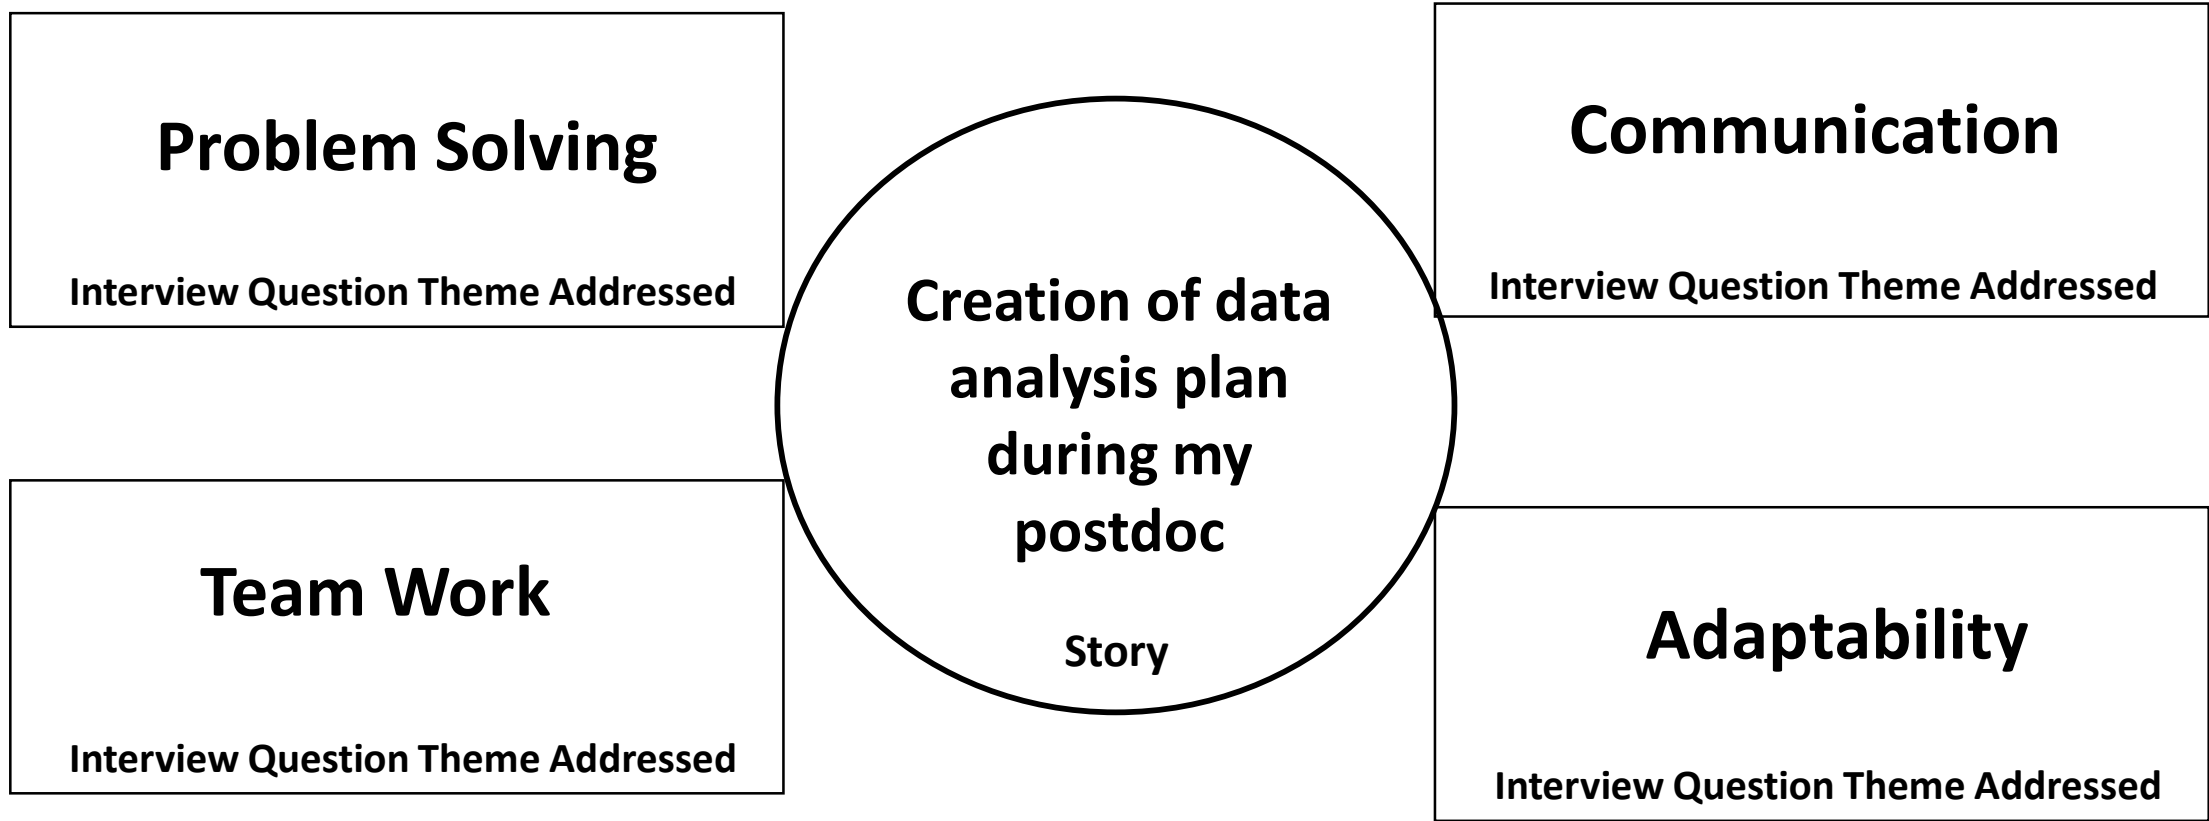 Problem Solving
Interview Question Theme Addressed
Communication
Interview Question Theme Addressed
Creation of data
analysis plan
during my
postdoc
Story
Team Work
Interview Question Theme Addressed
Adaptability
Interview Question Theme Addressed